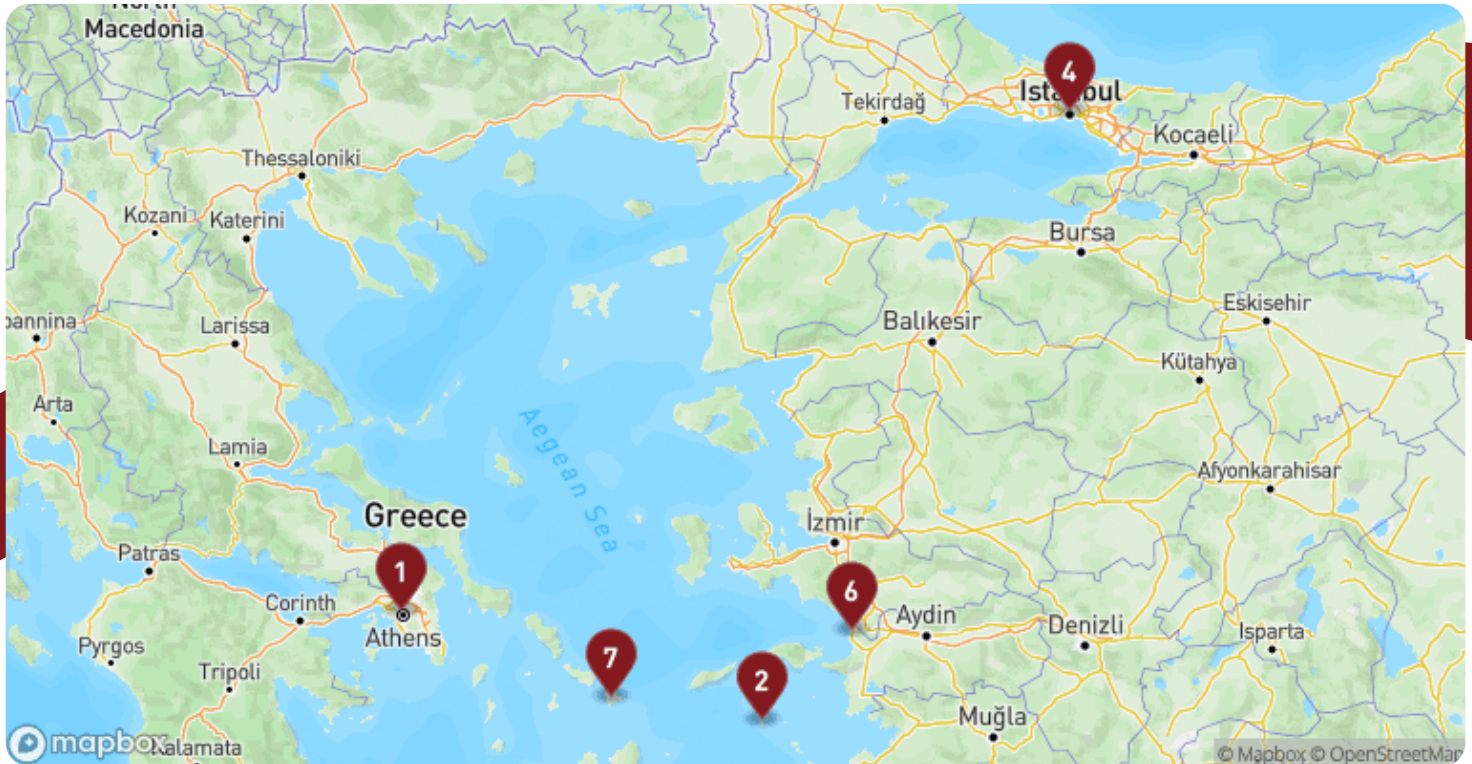 North
Macedonia
4
Istanbul
Tekirdağ
Kocaeli
Thessaloniki
Kozani
Katerini
Bursa
Eskisehir
Larissa
Balıkesir
Kütahya
Arta
Aegean Sea
Lamia
Afyonkarahisar
Greece
İzmir
Patras
1
6
Corinth
Aydin
Athens
Denizli
Isparta
Pyrgos
7
Tripoli
2
Muğla
mapbox
Kalamata
© Mapbox © OpenStreetMap